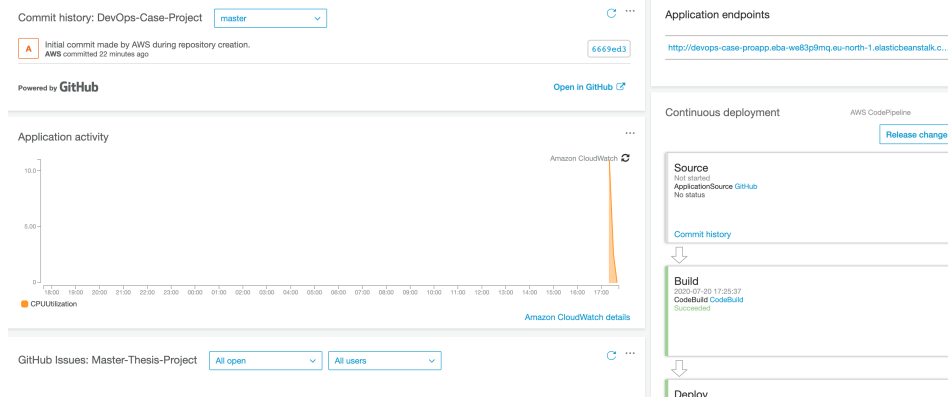 Commit history: DevOps-Case-Project master
A Initial commit made by AWS during repository creation.
AWS committed 22 minutes ago
6669ed3
Powered by GitHub
Open in GitHub
Application activity
Amazon CloudWatch
10.0
5.00
0
18:00 19:00 20:00 21:00 22:00 23:00 00:00 01:00 02:00 03:00 04:00 05:00 06:00 07:00 08:00 09:00 10:00 11:00 12:00 13:00 14:00 15:00 16:00 17:00
CPUUtilization
Amazon CloudWatch details
GitHub Issues: Master-Thesis-Project All open All users
Application endpoints
http://devops-case-proapp.eba-we83p9mq.eu-north-1.elasticbeanstalk.c...
Continuous deployment AWS CodePipeline
Release change
Source
Not started
ApplicationSource GitHub
No status
Commit history
Build
2020-07-20 17:25:37
CodeBuild CodeBuild
Succeeded
Deploy